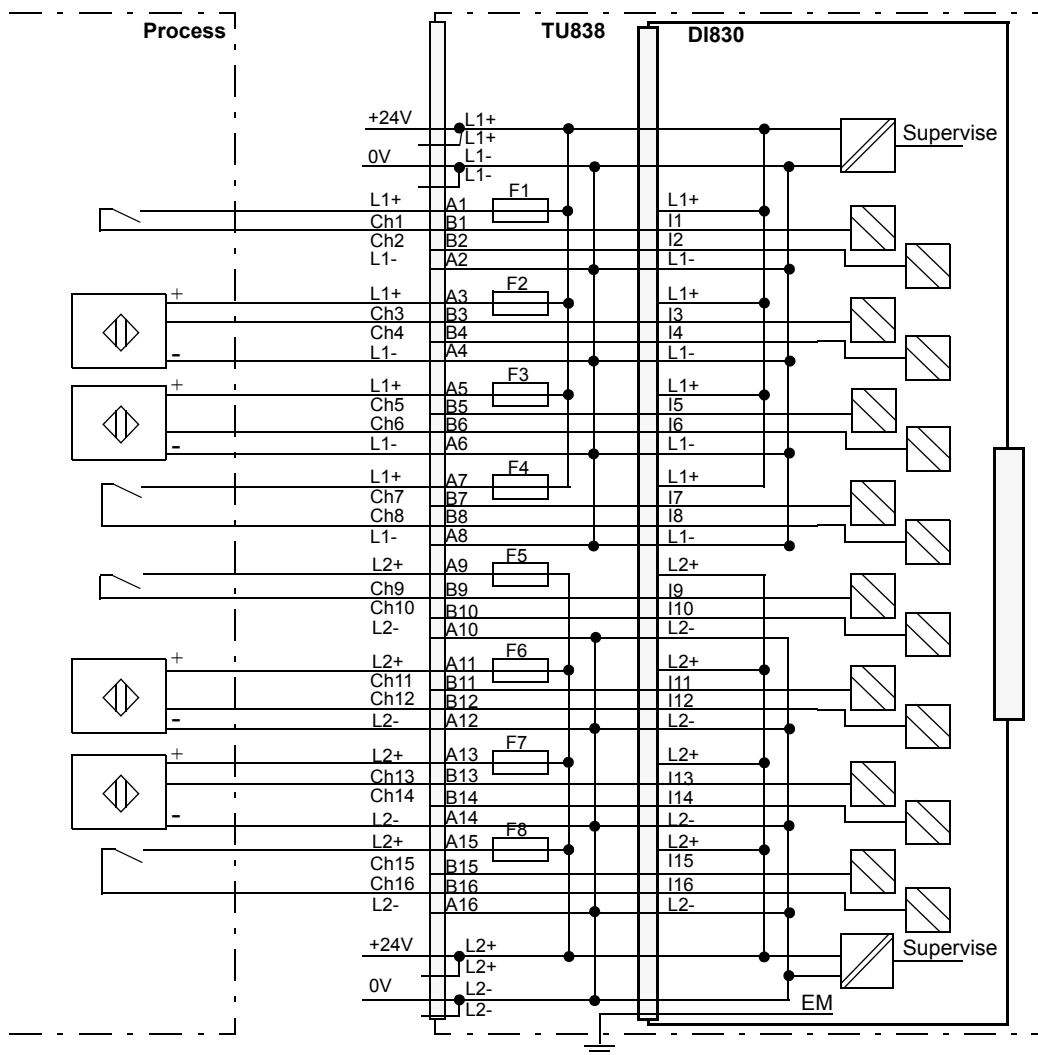 Process TU838 DI830
+24V L1+
L1+ Supervise
0V L1-
L1-
L1+ A1 F1 L1+
Ch1 B1 I1
Ch2 B2 I2
L1- A2 L1-
+ L1+ A3 F2 L1+
Ch3 B3 I3
Ch4 B4 I4
- L1- A4 L1-
+ L1+ A5 F3 L1+
Ch5 B5 I5
Ch6 B6 I6
- L1- A6 L1-
L1+ A7 F4 L1+
Ch7 B7 I7
Ch8 B8 I8
L1- A8 L1-
L2+ A9 F5 L2+
Ch9 B9 I9
Ch10 B10 I10
L2- A10 L2-
+ L2+ A11 F6 L2+
Ch11 B11 I11
Ch12 B12 I12
- L2- A12 L2-
+ L2+ A13 F7 L2+
Ch13 B13 I13
Ch14 B14 I14
- L2- A14 L2-
L2+ A15 F8 L2+
Ch15 B15 I15
Ch16 B16 I16
L2- A16 L2-
+24V L2+ Supervise
L2+
0V L2-
L2- EM